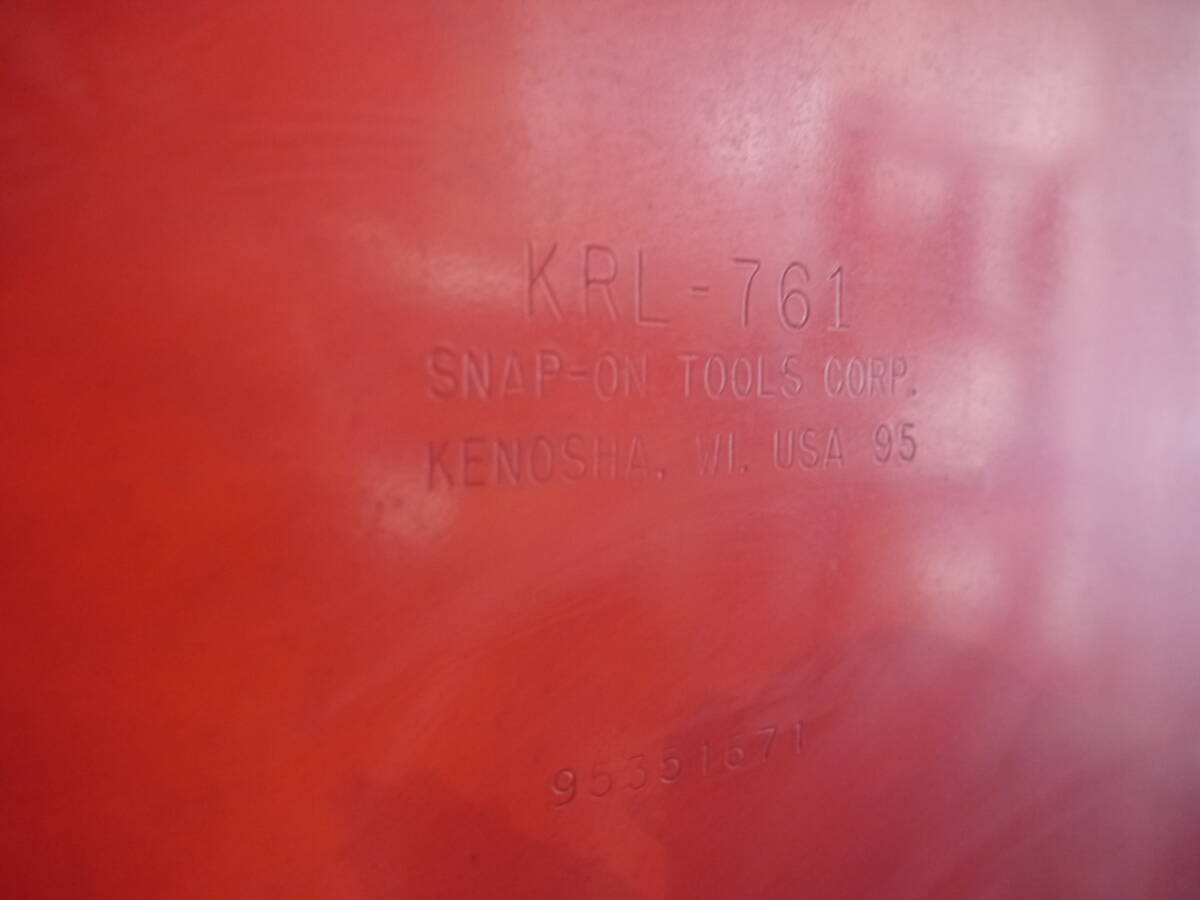 KRL-761
SNAP-ON TOOLS CORP.
KENOSHA, WI. USA 95
95351671